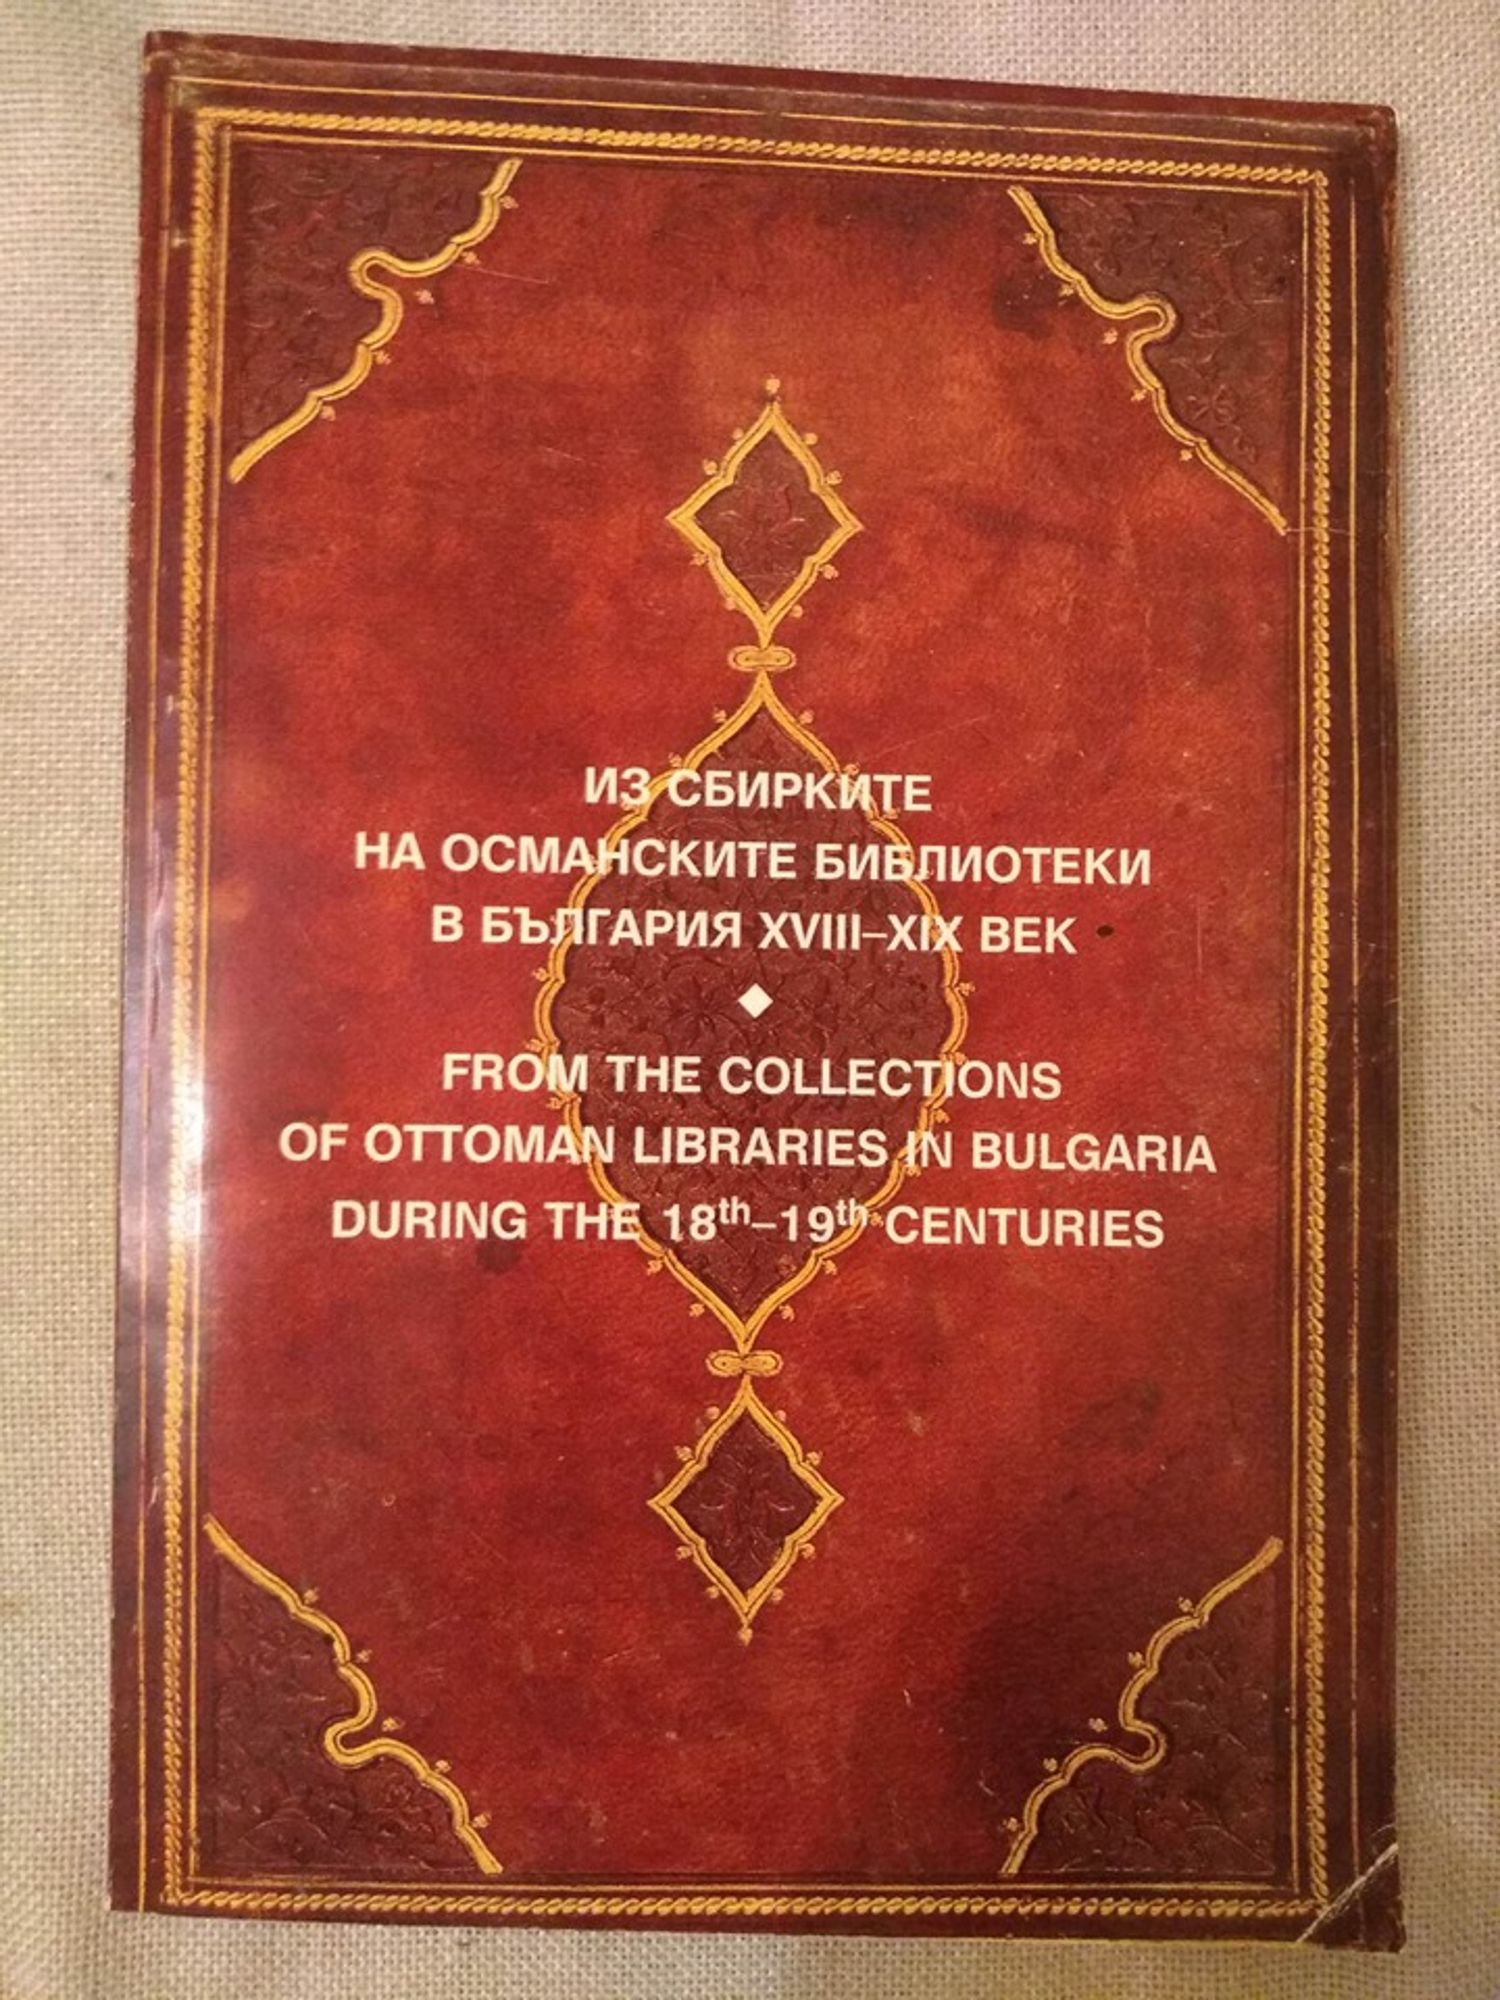 ИЗ СБИРКИТЕ
НА ОСМАНСКИТЕ БИБЛИОТЕКИ
В БЪЛГАРИЯ XVIII–XIX ВЕК
FROM THE COLLECTIONS
OF OTTOMAN LIBRARIES IN BULGARIA
DURING THE 18th–19th CENTURIES